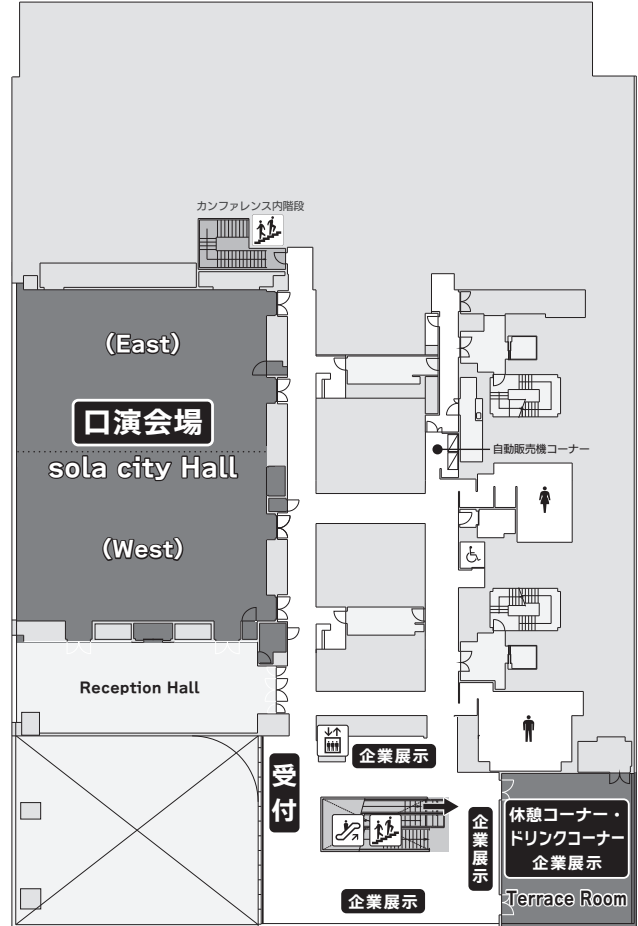 カンファレンス内階段
(East)
口演会場
sola city Hall
自動販売機コーナー
(West)
Reception Hall
受付
企業展示
企業展示
休憩コーナー・
ドリンクコーナー
企業展示
Terrace Room
企業展示